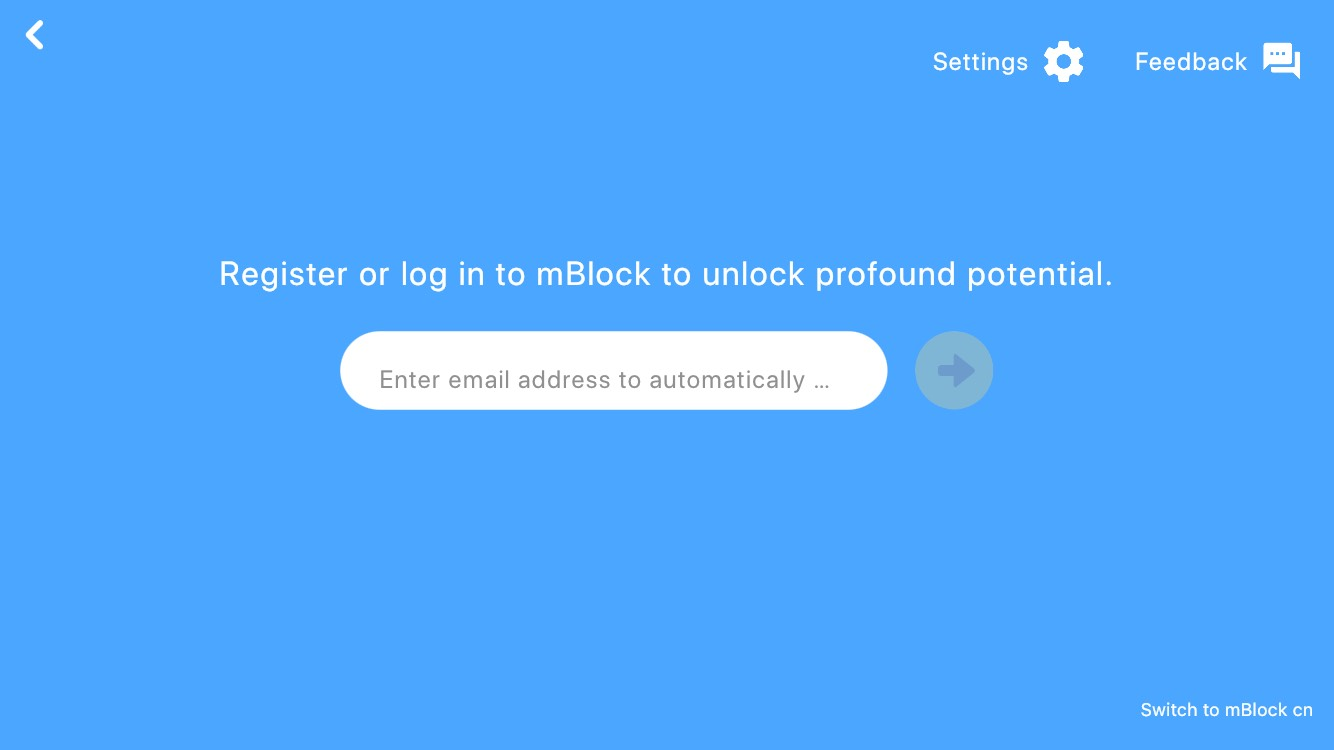 Settings
Feedback
Register or log in to mBlock to unlock profound potential.
Enter email address to automatically ...
Switch to mBlock cn